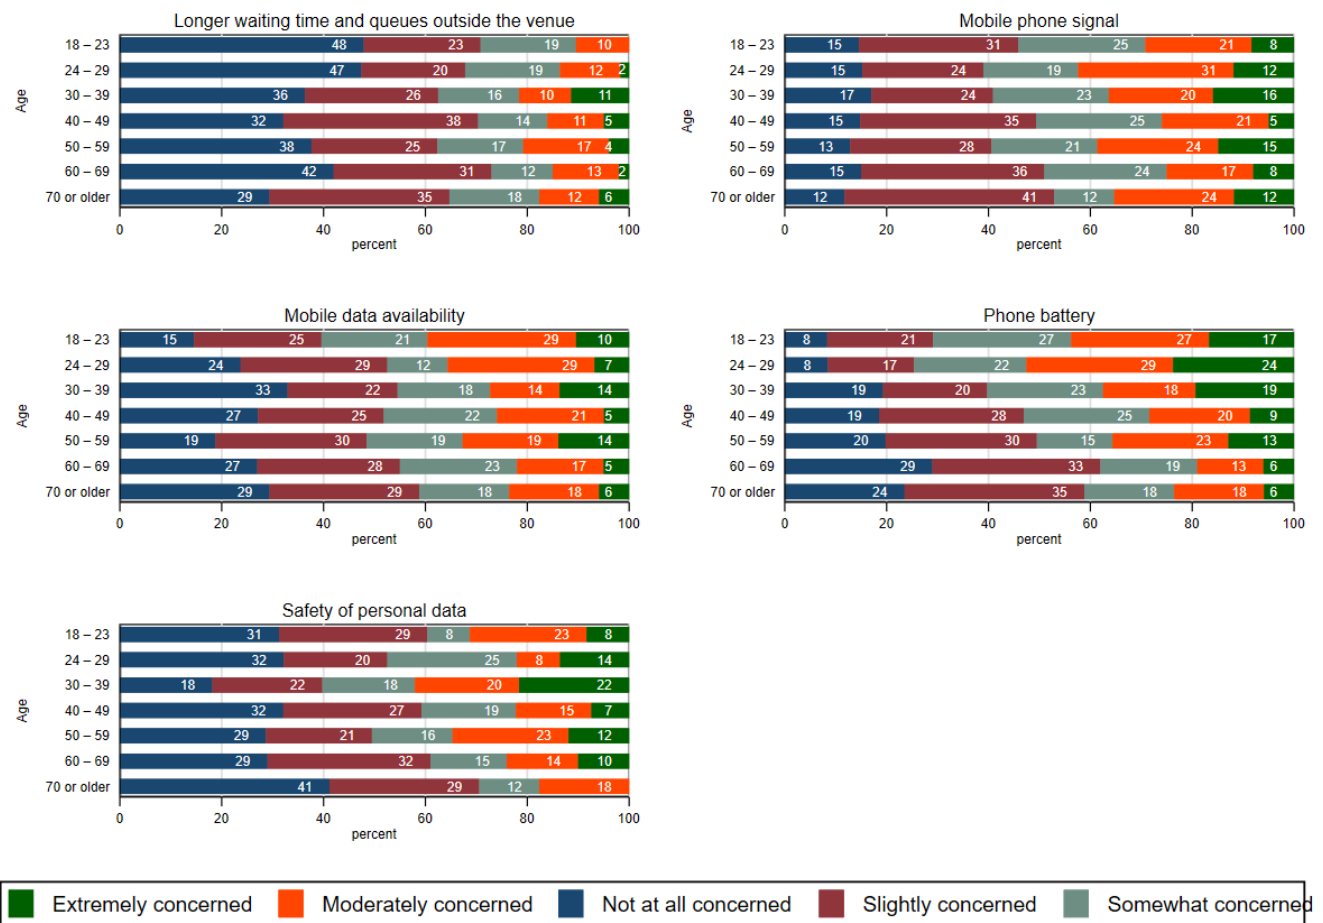 Longer waiting time and queues outside the venue
Age
18 – 23 48 23 19 10
24 – 29 47 20 19 12 2
30 – 39 36 26 16 10 11
40 – 49 32 38 14 11 5
50 – 59 38 25 17 17 4
60 – 69 42 31 12 13 2
70 or older 29 35 18 12 6
0 20 40 60 80 100
percent
Mobile phone signal
Age
18 – 23 15 31 25 21 8
24 – 29 15 24 19 31 12
30 – 39 17 24 23 20 16
40 – 49 15 35 25 21 5
50 – 59 13 28 21 24 15
60 – 69 15 36 24 17 8
70 or older 12 41 12 24 12
0 20 40 60 80 100
percent
Mobile data availability
Age
18 – 23 15 25 21 29 10
24 – 29 24 29 12 29 7
30 – 39 33 22 18 14 14
40 – 49 27 25 22 21 5
50 – 59 19 30 19 19 14
60 – 69 27 28 23 17 5
70 or older 29 29 18 18 6
0 20 40 60 80 100
percent
Phone battery
Age
18 – 23 8 21 27 27 17
24 – 29 8 17 22 29 24
30 – 39 19 20 23 18 19
40 – 49 19 28 25 20 9
50 – 59 20 30 15 23 13
60 – 69 29 33 19 13 6
70 or older 24 35 18 18 6
0 20 40 60 80 100
percent
Safety of personal data
Age
18 – 23 31 29 8 23 8
24 – 29 32 20 25 8 14
30 – 39 18 22 18 20 22
40 – 49 32 27 19 15 7
50 – 59 29 21 16 23 12
60 – 69 29 32 15 14 10
70 or older 41 29 12 18
0 20 40 60 80 100
percent
Extremely concerned Moderately concerned Not at all concerned Slightly concerned Somewhat concerned